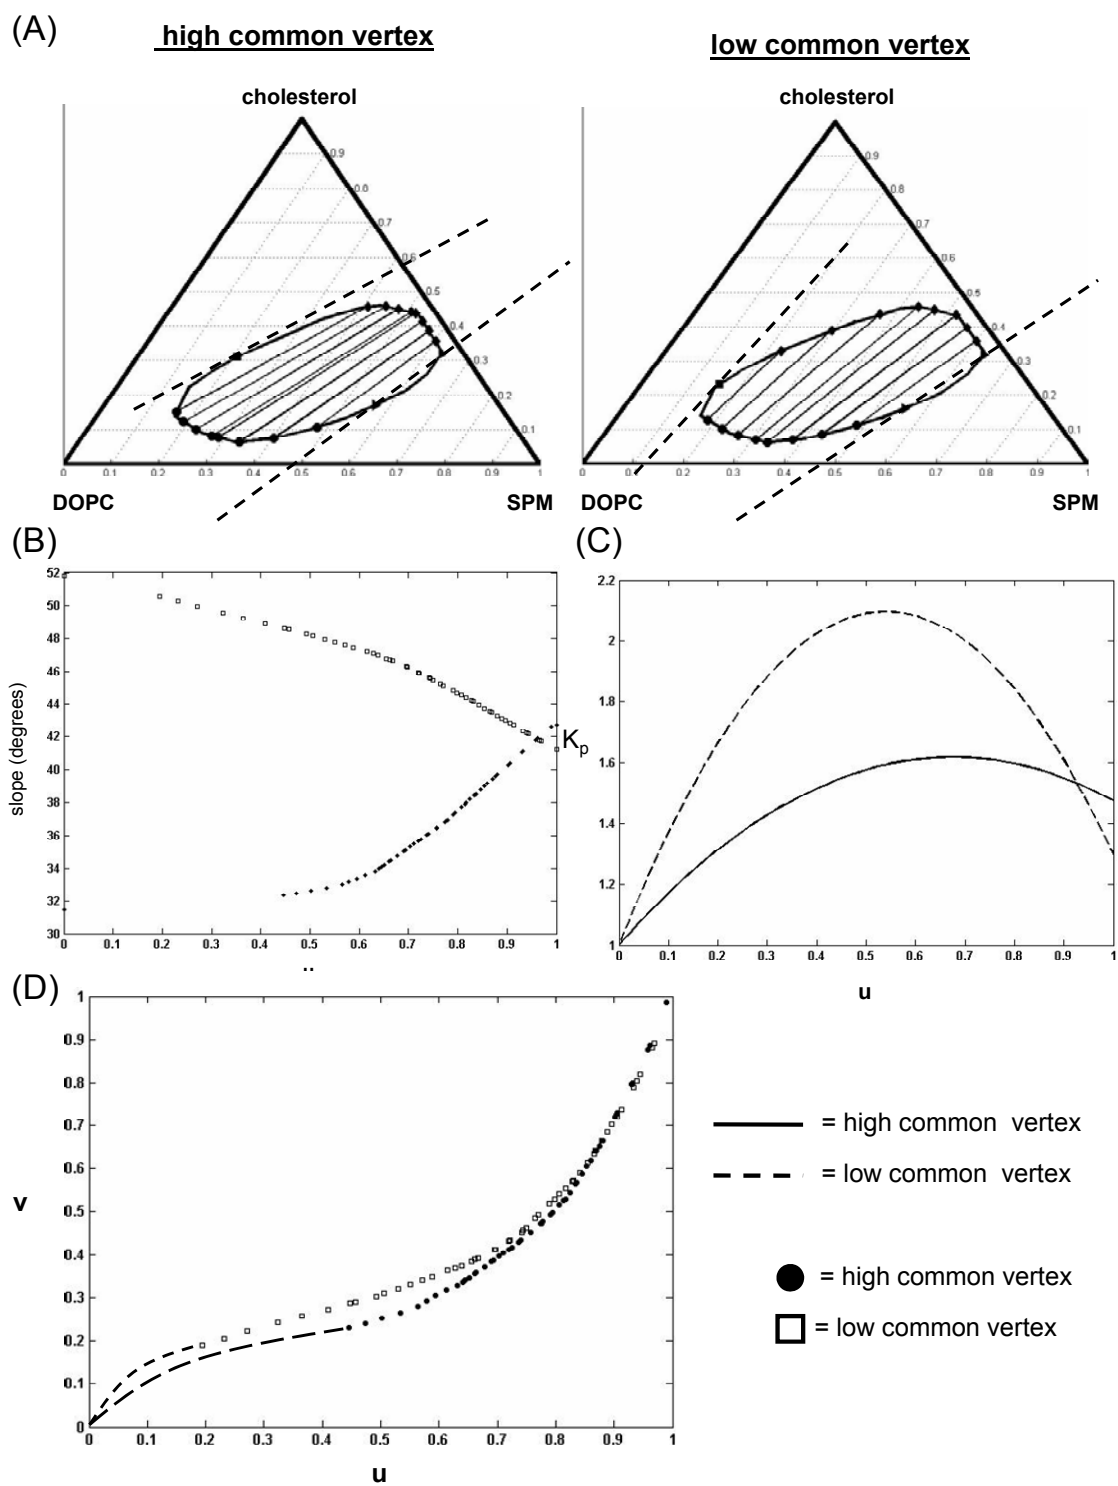 (A)
high common vertex
low common vertex
cholesterol
0.9
0.8
0.7
0.6
0.5
0.4
0.3
0.2
0.1
0 0.1 0.2 0.3 0.4 0.5 0.6 0.7 0.8 0.9 1
DOPC SPM
cholesterol
0.9
0.8
0.7
0.6
0.5
0.4
0.3
0.2
0.1
0 0.1 0.2 0.3 0.4 0.5 0.6 0.7 0.8 0.9 1
DOPC SPM
(B)
slope (degrees)
52
50
48
46
44
42
40
38
36
34
32
30
0 0.1 0.2 0.3 0.4 0.5 0.6 0.7 0.8 0.9 1
(C)
Kp
2.2
2
1.8
1.6
1.4
1.2
1
0 0.1 0.2 0.3 0.4 0.5 0.6 0.7 0.8 0.9 1
u
(D)
v
1
0.9
0.8
0.7
0.6
0.5
0.4
0.3
0.2
0.1
0
0 0.1 0.2 0.3 0.4 0.5 0.6 0.7 0.8 0.9 1
u
= high common vertex
= low common vertex
= high common vertex
= low common vertex